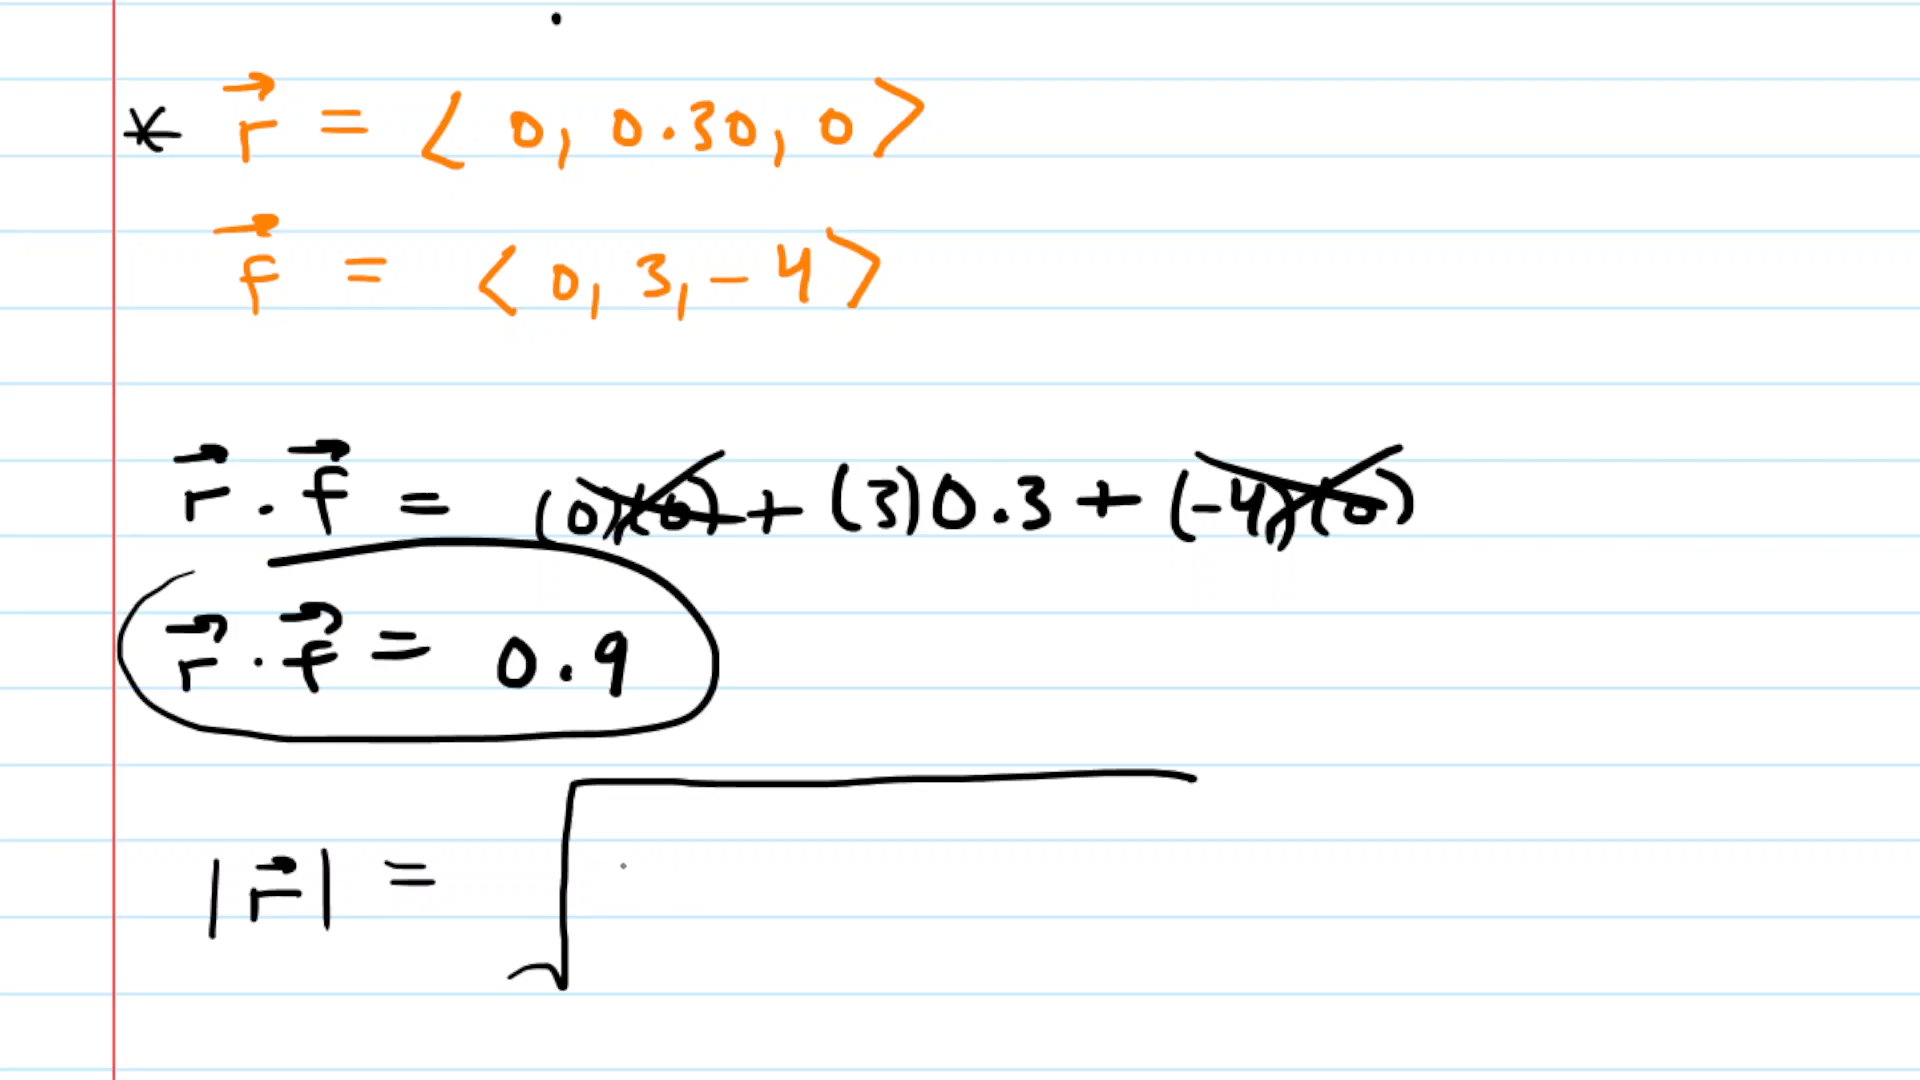 * r⃗ = ⟨ 0, 0.30, 0⟩
f⃗ = ⟨ 0, 3, -4⟩
r⃗ · f⃗ = (0)(0) + (3)0.3 + (-4)(0)
r⃗ · f⃗ = 0.9
|r⃗| = √